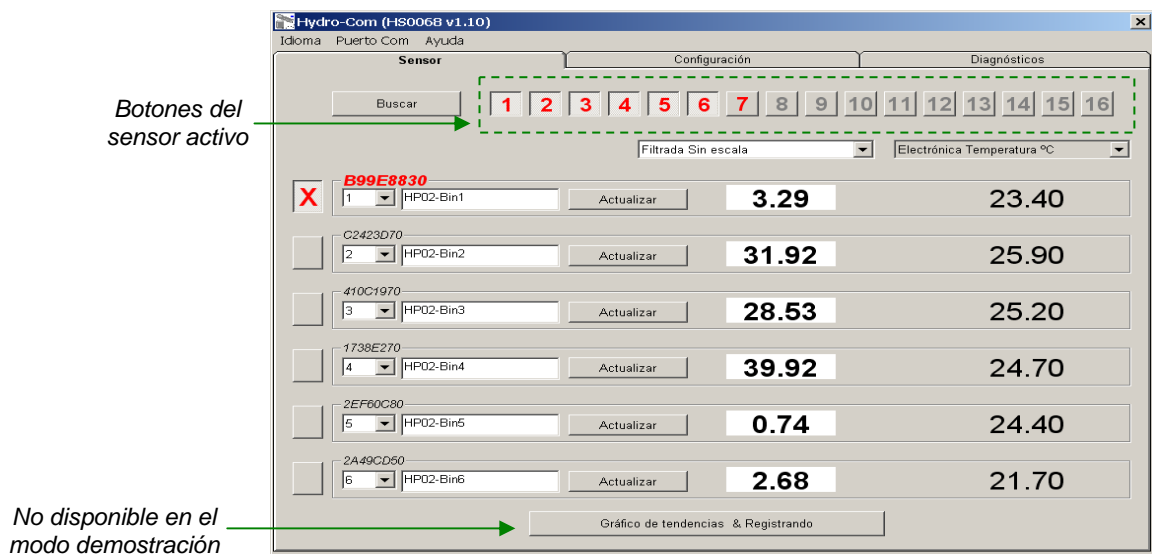 Hydro-Com (HS0068 v1.10)
Idioma Puerto Com Ayuda
Sensor Configuración Diagnósticos
Botones del
sensor activo
Buscar 1 2 3 4 5 6 7 8 9 10 11 12 13 14 15 16
Filtrada Sin escala Electrónica Temperatura ºC
B99E8830
X 1 HP02-Bin1 Actualizar 3.29 23.40
C2423D70
2 HP02-Bin2 Actualizar 31.92 25.90
410C1970
3 HP02-Bin3 Actualizar 28.53 25.20
1738E270
4 HP02-Bin4 Actualizar 39.92 24.70
2EF60C80
5 HP02-Bin5 Actualizar 0.74 24.40
2A49CD50
6 HP02-Bin6 Actualizar 2.68 21.70
No disponible en el
modo demostración
Gráfico de tendencias & Registrando